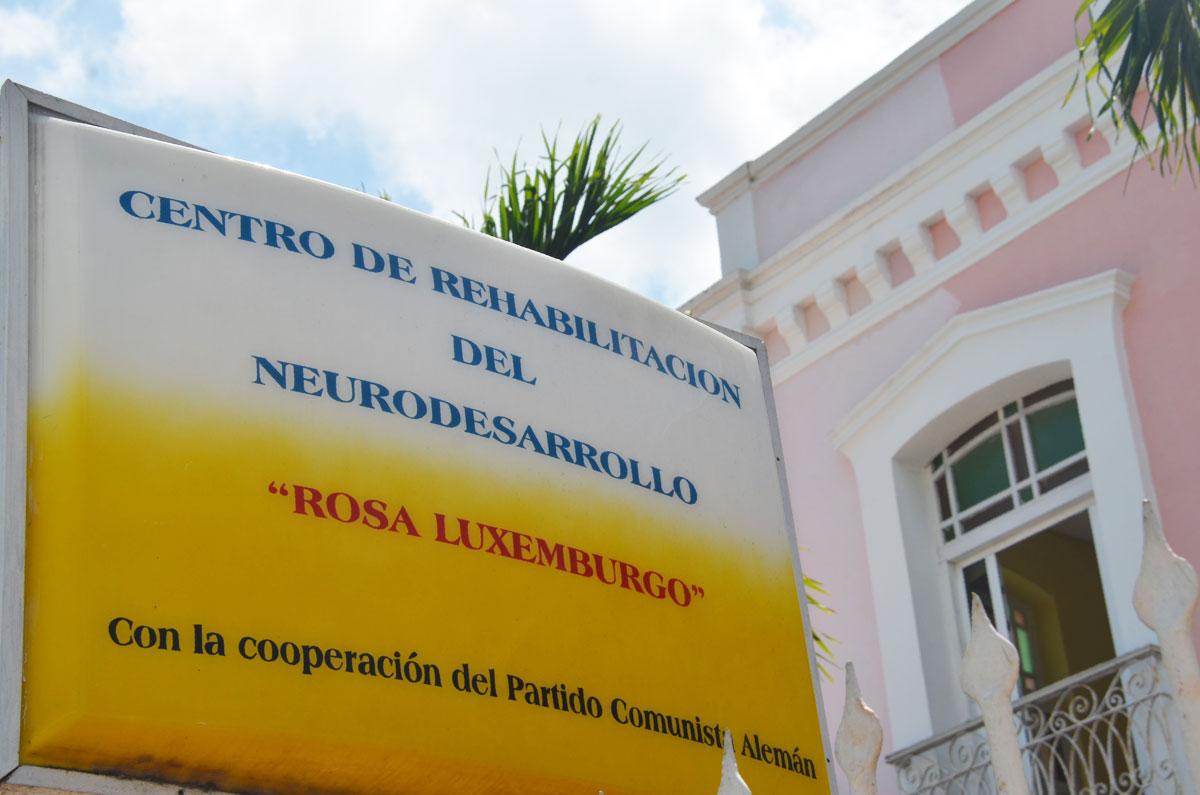 CENTRO DE REHABILITACION
DEL
NEURODESARROLLO
“ROSA LUXEMBURGO”
Con la cooperación del Partido Comunista Alemán